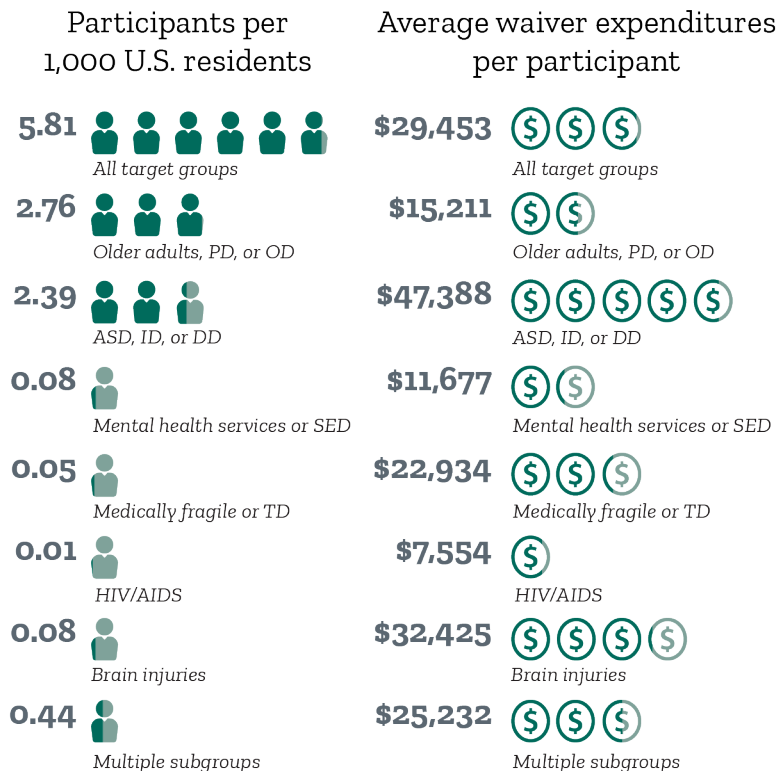 Participants per
1,000 U.S. residents
Average waiver expenditures
per participant
5.81
All target groups
$29,453
$ $ $
All target groups
2.76
Older adults, PD, or OD
$15,211
$ $
Older adults, PD, or OD
2.39
ASD, ID, or DD
$47,388
$ $ $ $ $
ASD, ID, or DD
0.08
Mental health services or SED
$11,677
$ $
Mental health services or SED
0.05
Medically fragile or TD
$22,934
$ $ $
Medically fragile or TD
0.01
HIV/AIDS
$7,554
$
HIV/AIDS
0.08
Brain injuries
$32,425
$ $ $ $
Brain injuries
0.44
Multiple subgroups
$25,232
$ $ $
Multiple subgroups